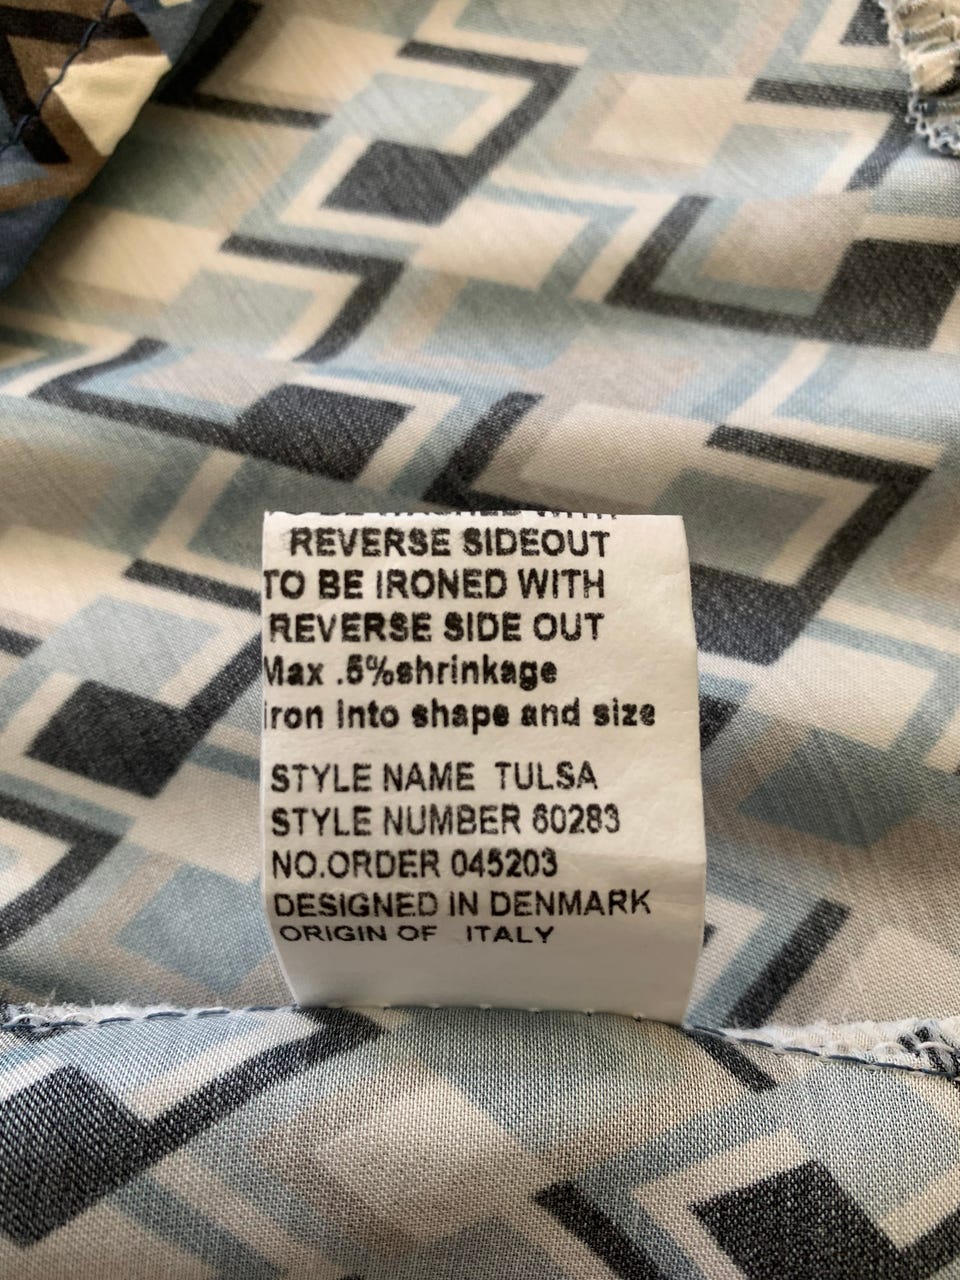 REVERSE SIDEOUT
TO BE IRONED WITH
REVERSE SIDE OUT
Max .5%shrinkage
iron into shape and size
STYLE NAME TULSA
STYLE NUMBER 60283
NO.ORDER 045203
DESIGNED IN DENMARK
ORIGIN OF ITALY